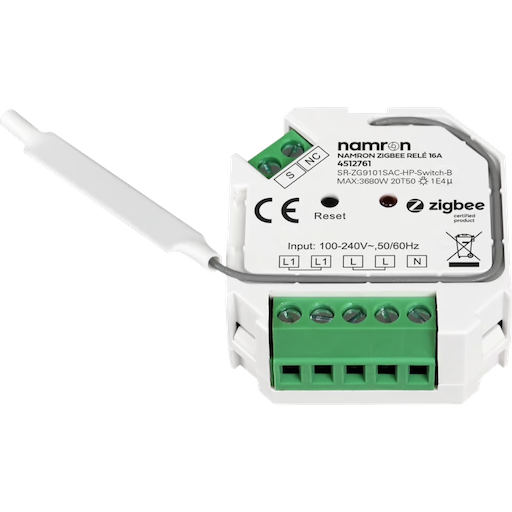 namron
NAMRON ZIGBEE RELÉ 16A
4512761
SR-ZG9101SAC-HP-Switch-B
MAX:3680W 20T50 1E4µ
S NC
Reset
zigbee
certified
product
CE
Input: 100-240V~,50/60Hz
L1 L1 L L N